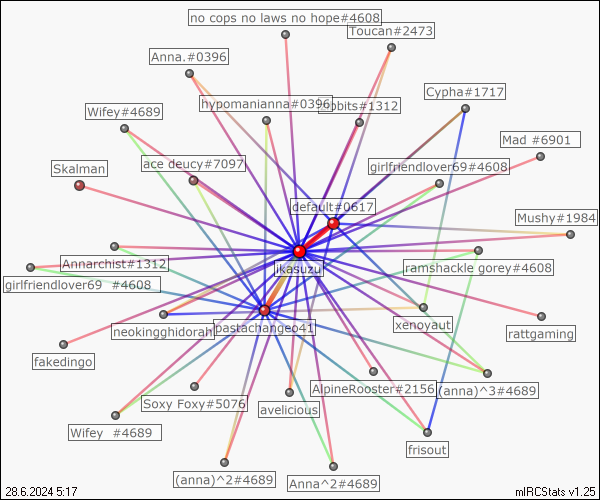 no cops no laws no hope#4608
Toucan#2473
Anna.#0396
Cypha#1717
hypomanianna#0396
bbits#1312
Wifey#4689
Mad #6901
ace deucy#7097
girlfriendlover69#4608
Skalman
default#0617
Mushy#1984
Annarchist#1312
ikasuzu
ramshackle gorey#4608
girlfriendlover69 #4608
neokingghidorah
pastachangeo41
xenoyaut
rattgaming
fakedingo
AlpineRooster#2156
(anna)^3#4689
Soxy Foxy#5076
avelicious
Wifey #4689
frisout
(anna)^2#4689
Anna^2#4689
28.6.2024 5:17
mIRCStats v1.25